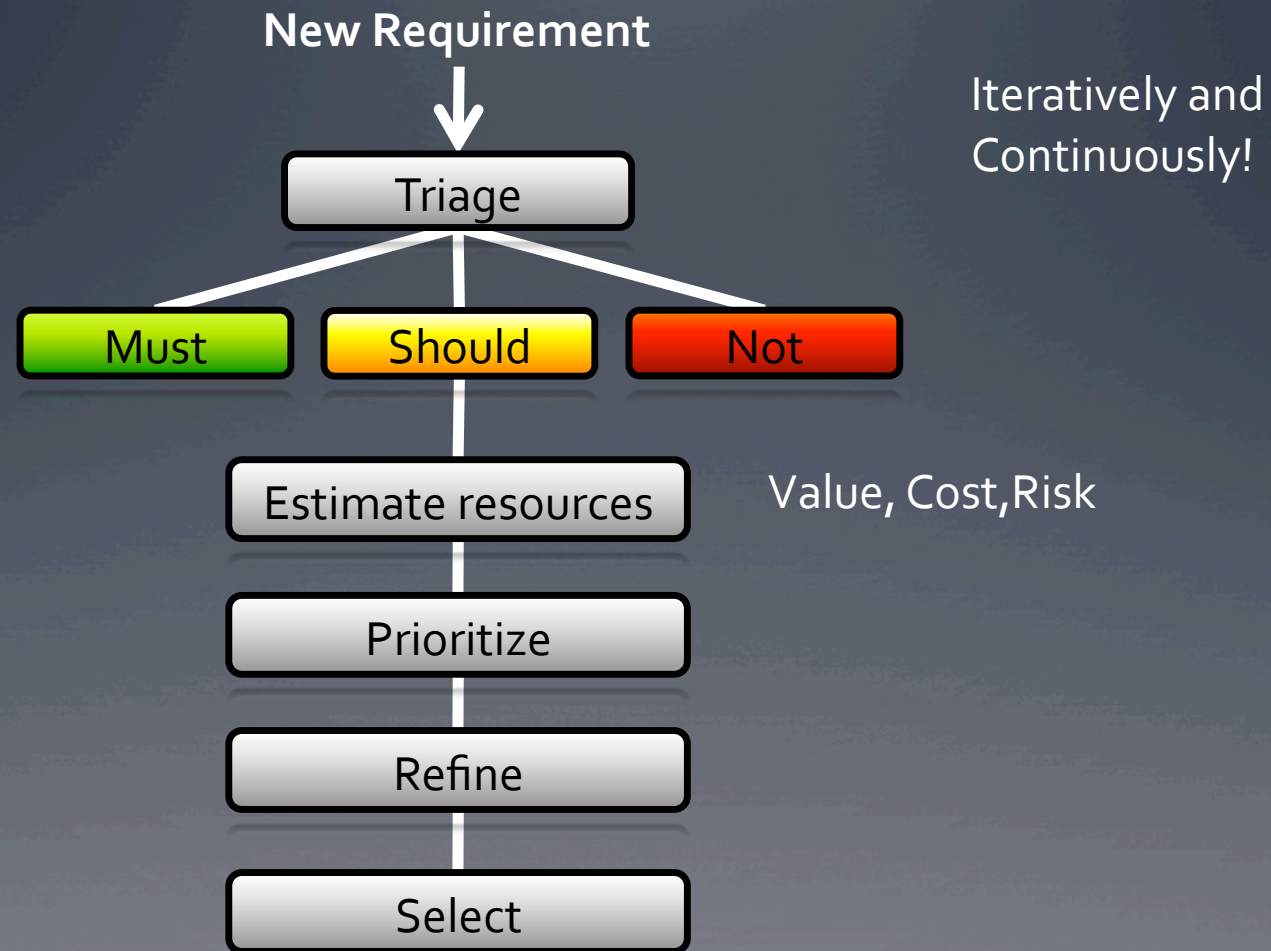 New Requirement
Iteratively and
Continuously!
Triage
Must
Should
Not
Estimate resources
Value, Cost,Risk
Prioritize
Refine
Select